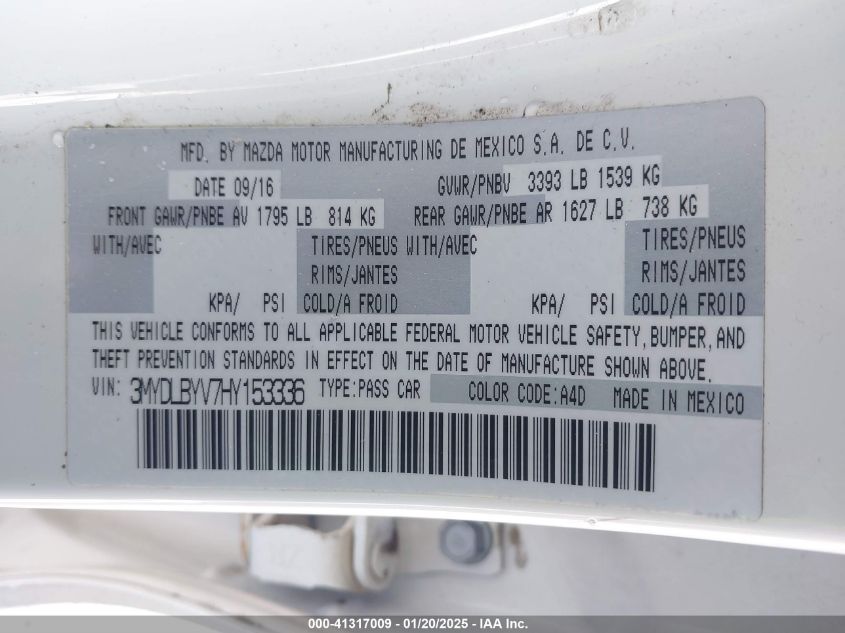 MFD. BY MAZDA MOTOR MANUFACTURING DE MEXICO S.A. DE C.V.
DATE 09/16 GVWR/PNBV 3393 LB 1539 KG
FRONT GAWR/PNBE AV 1795 LB 814 KG REAR GAWR/PNBE AR 1627 LB 738 KG
WITH/AVEC TIRES/PNEUS WITH/AVEC TIRES/PNEUS
RIMS/JANTES RIMS/JANTES
KPA/ PSI COLD/A FROID KPA/ PSI COLD/A FROID
THIS VEHICLE CONFORMS TO ALL APPLICABLE FEDERAL MOTOR VEHICLE SAFETY, BUMPER, AND
THEFT PREVENTION STANDARDS IN EFFECT ON THE DATE OF MANUFACTURE SHOWN ABOVE.
VIN: 3MYDLBYV7HY153336 TYPE:PASS CAR COLOR CODE:A4D MADE IN MEXICO
000-41317009 - 01/20/2025 - IAA Inc.